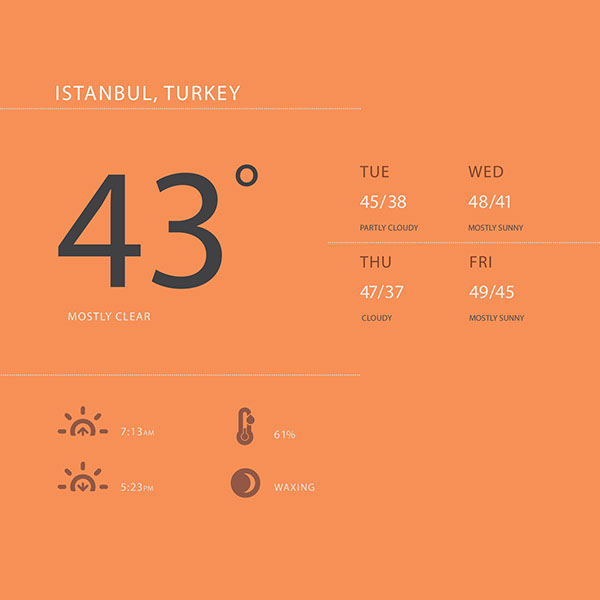 ISTANBUL, TURKEY
43°
MOSTLY CLEAR
TUE
45/38
PARTLY CLOUDY
WED
48/41
MOSTLY SUNNY
THU
47/37
CLOUDY
FRI
49/45
MOSTLY SUNNY
7:13AM
61%
5:23PM
WAXING